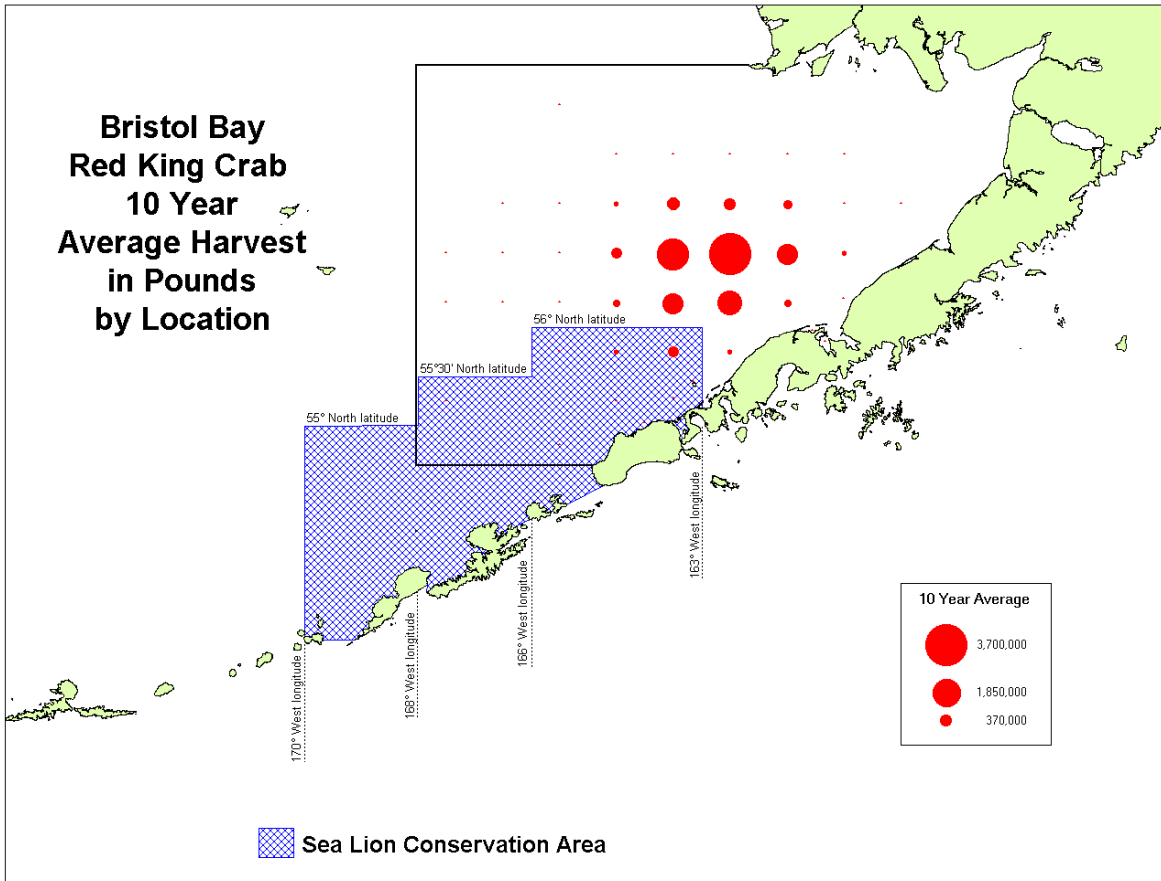 Bristol Bay
Red King Crab
10 Year
Average Harvest
in Pounds
by Location
56° North latitude
55°30' North latitude
55° North latitude
163° West longitude
166° West longitude
168° West longitude
170° West longitude
10 Year Average
3,700,000
1,850,000
370,000
Sea Lion Conservation Area